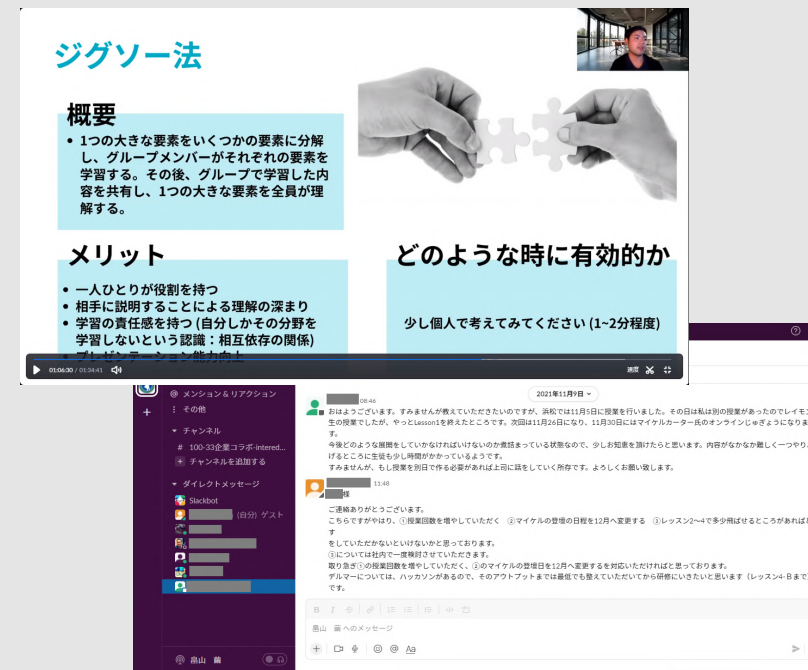 ジグソー法
概要
• 1つの大きな要素をいくつかの要素に分解
し、グループメンバーがそれぞれの要素を
学習する。その後、グループで学習した内
容を共有し、1つの大きな要素を全員が理
解する。
メリット
• 一人ひとりが役割を持つ
• 相手に説明することによる理解の深まり
• 学習の責任感を持つ (自分しかその分野を
学習しないという認識：相互依存の関係)
• プレゼンテーション能力向上
どのような時に有効的か
少し個人で考えてみてください (1~2分程度)
01:06:30 / 01:34:41
速度
@ メンション & リアクション
その他
チャンネル
# 100-33企業コラボ-intered...
+ チャンネルを追加する
ダイレクトメッセージ
Slackbot
(自分) ゲスト
畠山 繭
2021年11月9日
08:46
おはようございます。すみませんが教えていただきたいのですが、浜松では11月5日に授業を行いました。その日は私は別の授業があったのでレイモン
生の授業でしたが、やっとLesson1を終えたところです。次回は11月26日になり、11月30日にはマイケルカーター氏のオンラインじゅぎょうになりま
す。
今後どのような展開をしていかなければいけないのか煮詰まっている状態なので、少しお知恵を頂けたらと思います。内容がなかなか難しく一つやりと
げるところに生徒も少し時間がかかっているようです。
すみませんが、もし授業を別日で作る必要があれば上司に話をしていく所存です。よろしくお願い致します。
11:48
様
ご連絡ありがとうございます。
こちらですがやはり、①授業回数を増やしていただく ②マイケルの登壇の日程を12月へ変更する ③レッスン2〜4で多少飛ばせるところがあれば
す
をしていただかないといけないかと思っております。
③については社内で一度検討させていただきます。
取り急ぎ①の授業回数を増やしていただく、②のマイケルの登壇日を12月へ変更するを対応いただければと思っております。
デルマーについては、ハッカソンがあるので、そのアウトプットまでは最低でも整えていただいてから研修にいきたいと思います（レッスン4-Bまで
です。
B I
畠山 繭 へのメッセージ
+ @ Aa